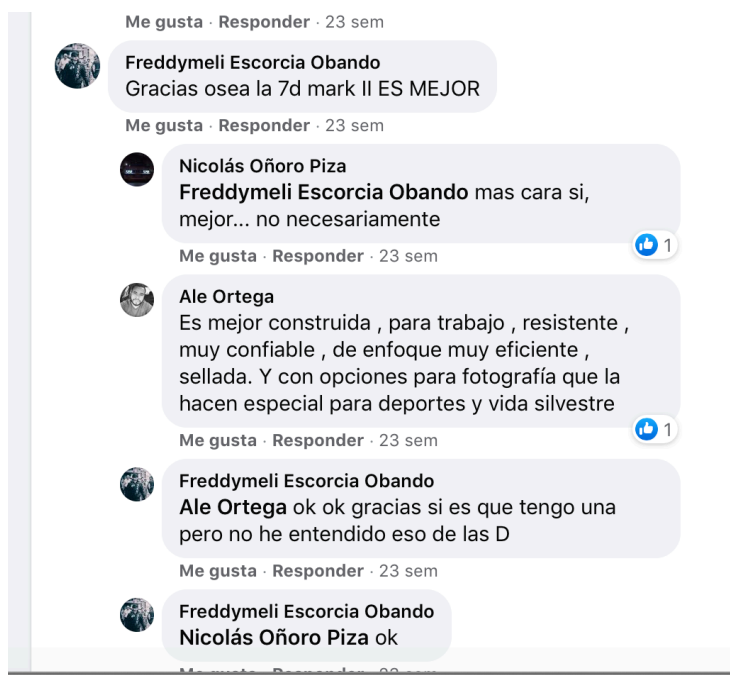 Me gusta · Responder · 23 sem
Freddymeli Escorcia Obando
Gracias osea la 7d mark II ES MEJOR
Me gusta · Responder · 23 sem
Nicolás Oñoro Piza
Freddymeli Escorcia Obando mas cara si,
mejor... no necesariamente
1
Me gusta · Responder · 23 sem
Ale Ortega
Es mejor construida , para trabajo , resistente ,
muy confiable , de enfoque muy eficiente ,
sellada. Y con opciones para fotografía que la
hacen especial para deportes y vida silvestre
1
Me gusta · Responder · 23 sem
Freddymeli Escorcia Obando
Ale Ortega ok ok gracias si es que tengo una
pero no he entendido eso de las D
Me gusta · Responder · 23 sem
Freddymeli Escorcia Obando
Nicolás Oñoro Piza ok